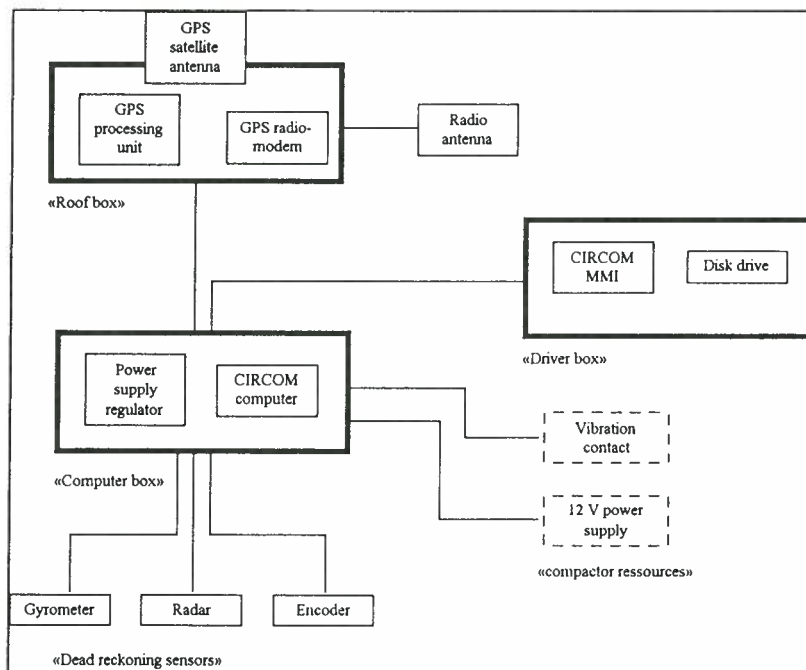 GPS
satellite
antenna
GPS
processing
unit
GPS radio-
modem
Radio
antenna
«Roof box»
CIRCOM
MMI
Disk drive
«Driver box»
Power
supply
regulator
CIRCOM
computer
Vibration
contact
«Computer box»
12 V power
supply
«compactor ressources»
Gyrometer
Radar
Encoder
«Dead reckoning sensors»